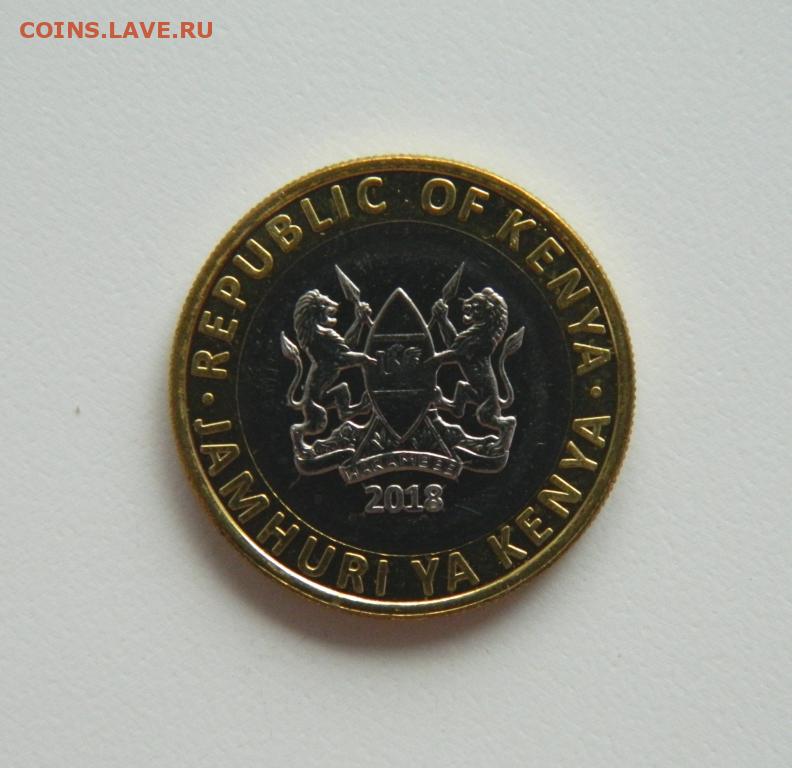 COINS.LAVE.RU
REPUBLIC OF KENYA
HARAMBEE
2018
JAMHURI YA KENYA